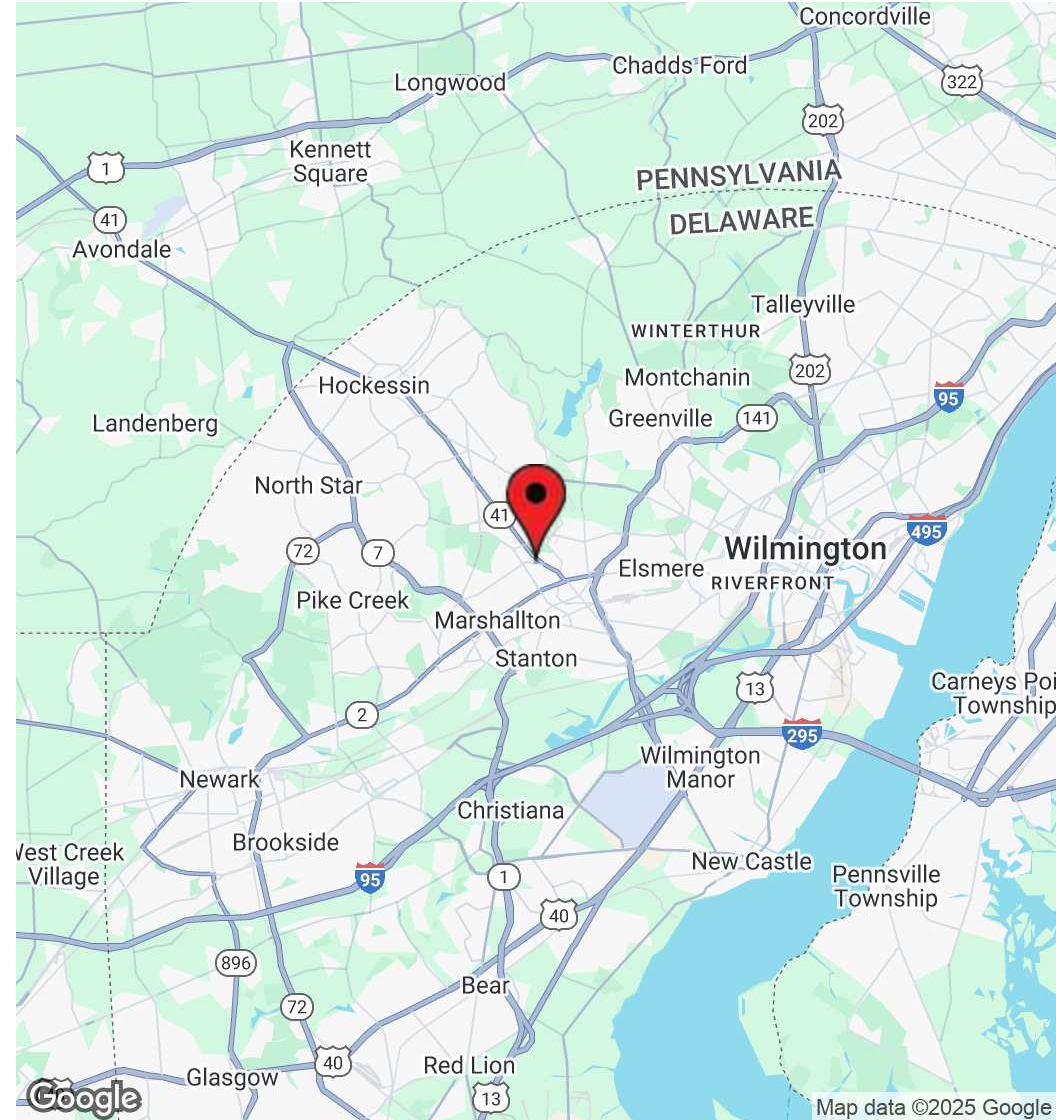 Concordville
Chadds Ford
Longwood
322
202
Kennett
Square
1
PENNSYLVANIA
41
DELAWARE
Avondale
Talleyville
WINTERTHUR
202
Montchanin
Hockessin
95
Greenville
141
Landenberg
North Star
41
495
Wilmington
72
7
Elsmere
RIVERFRONT
Pike Creek
Marshallton
Stanton
Carneys Poi
Township
13
2
295
Wilmington
Manor
Newark
Christiana
Brookside
West Creek
Village
New Castle
95
1
Pennsville
Township
40
896
Bear
72
40
Red Lion
Glasgow
13
Google
Map data ©2025 Google